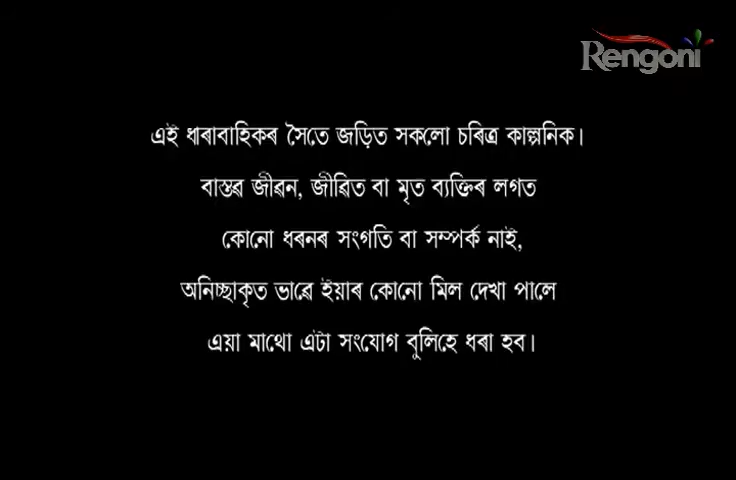 Rengoni
এই ধাৰাবাহিকৰ সৈতে জড়িত সকলো চৰিত্ৰ কাল্পনিক।
বাস্তৱ জীৱন, জীৱিত বা মৃত ব্যক্তিৰ লগত
কোনো ধৰনৰ সংগতি বা সম্পৰ্ক নাই,
অনিচ্ছাকৃত ভাৱে ইয়াৰ কোনো মিল দেখা পালে
এয়া মাথো এটা সংযোগ বুলিহে ধৰা হব।